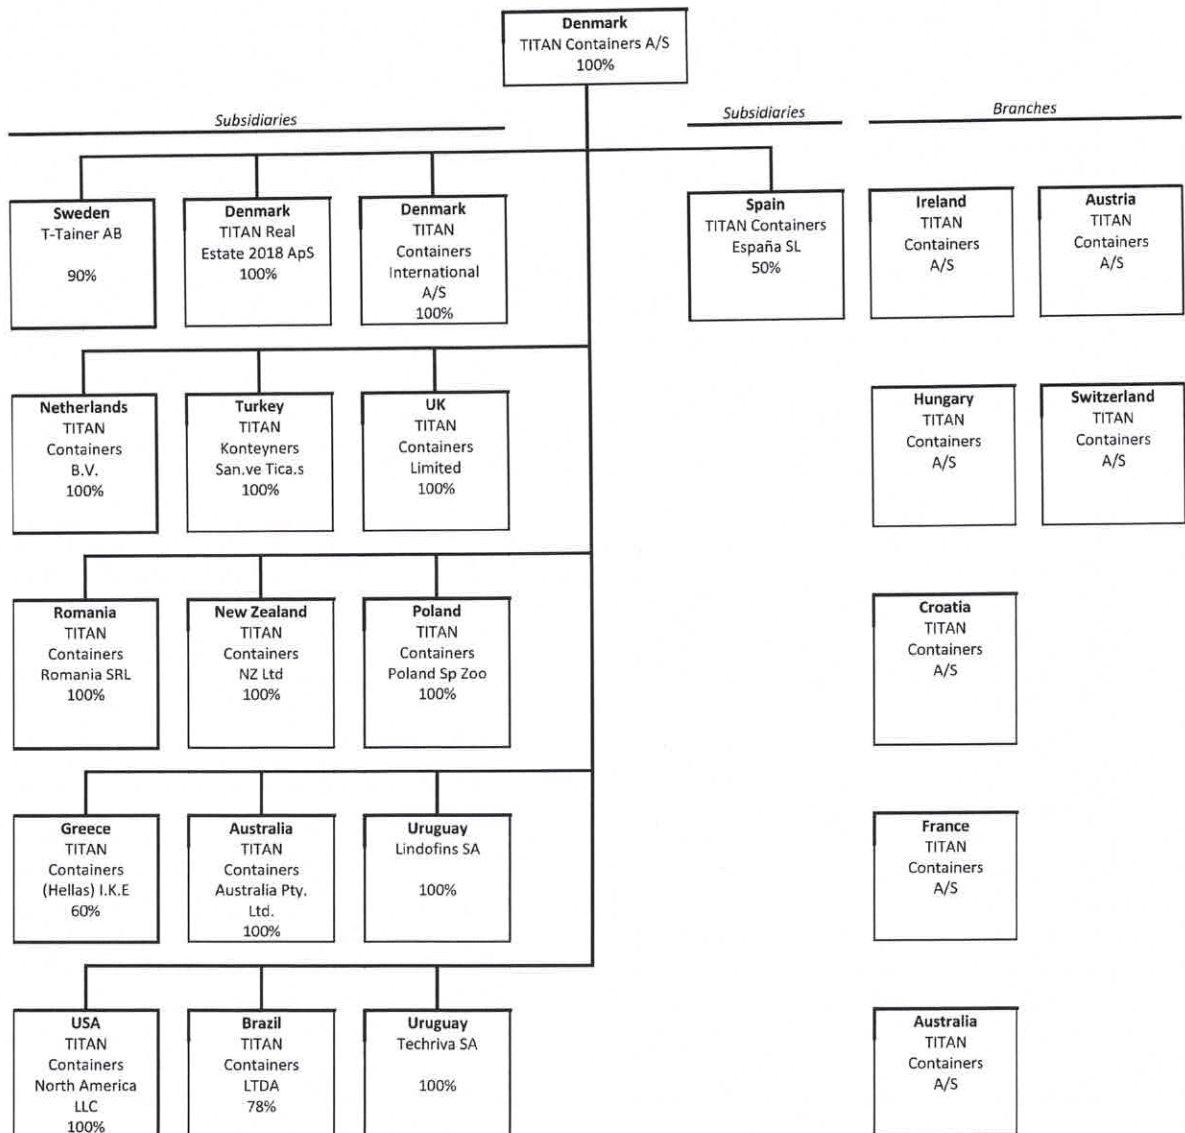 Denmark
TITAN Containers A/S
100%
Subsidiaries
Subsidiaries
Branches
Sweden
T-Tainer AB
90%
Denmark
TITAN Real
Estate 2018 ApS
100%
Denmark
TITAN
Containers
International
A/S
100%
Spain
TITAN Containers
España SL
50%
Ireland
TITAN
Containers
A/S
Austria
TITAN
Containers
A/S
Netherlands
TITAN
Containers
B.V.
100%
Turkey
TITAN
Konteyners
San.ve Tica.s
100%
UK
TITAN
Containers
Limited
100%
Hungary
TITAN
Containers
A/S
Switzerland
TITAN
Containers
A/S
Romania
TITAN
Containers
Romania SRL
100%
New Zealand
TITAN
Containers
NZ Ltd
100%
Poland
TITAN
Containers
Poland Sp Zoo
100%
Croatia
TITAN
Containers
A/S
Greece
TITAN
Containers
(Hellas) I.K.E
60%
Australia
TITAN
Containers
Australia Pty.
Ltd.
100%
Uruguay
Lindofins SA
100%
France
TITAN
Containers
A/S
USA
TITAN
Containers
North America
LLC
100%
Brazil
TITAN
Containers
LTDA
78%
Uruguay
Techriva SA
100%
Australia
TITAN
Containers
A/S